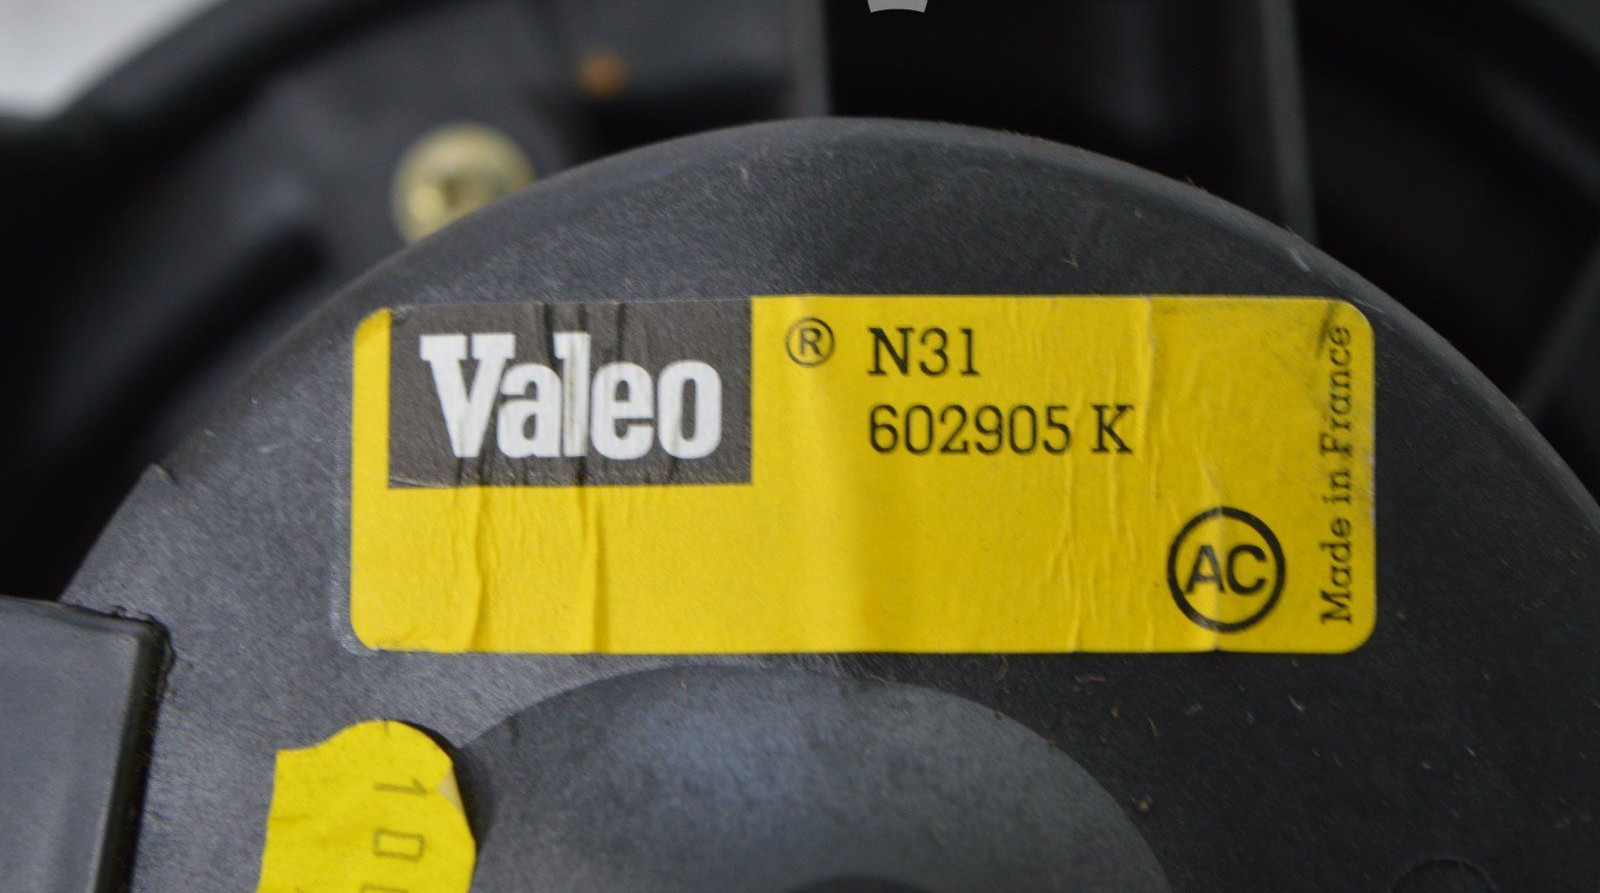 Valeo ® N31
602905 K
AC
Made in France